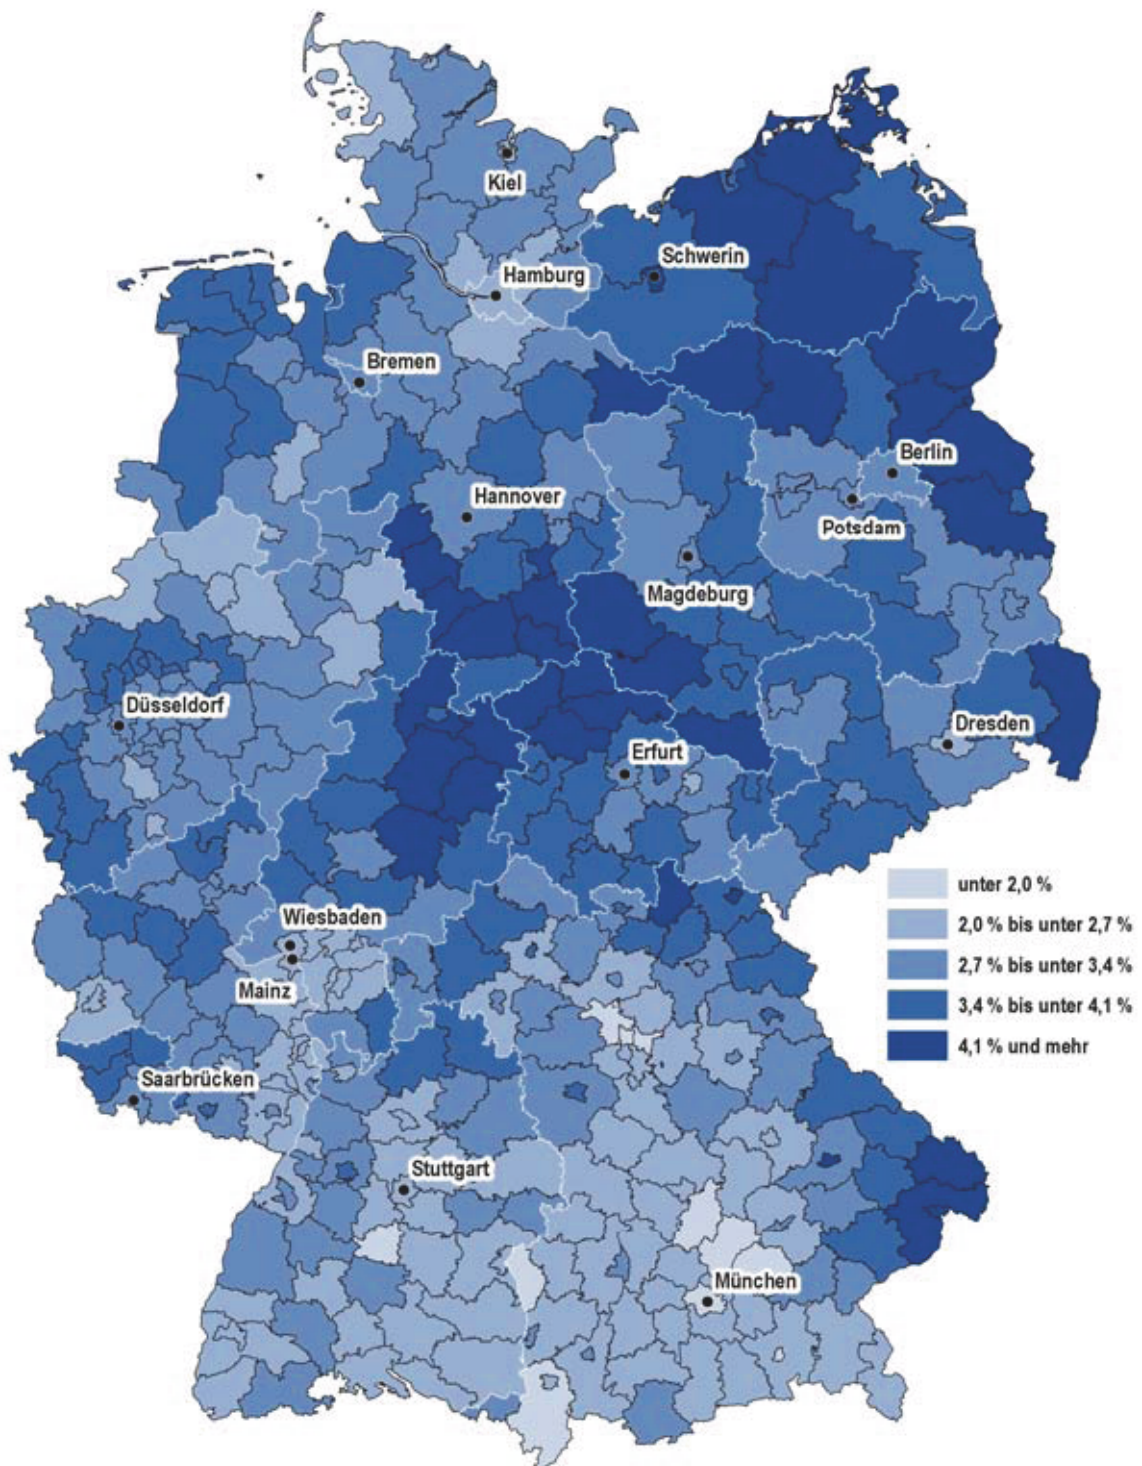 Kiel
Schwerin
Hamburg
Bremen
Berlin
Hannover
Potsdam
Magdeburg
Düsseldorf
Dresden
Erfurt
Wiesbaden
Mainz
Saarbrücken
Stuttgart
München
unter 2,0 %
2,0 % bis unter 2,7 %
2,7 % bis unter 3,4 %
3,4 % bis unter 4,1 %
4,1 % und mehr